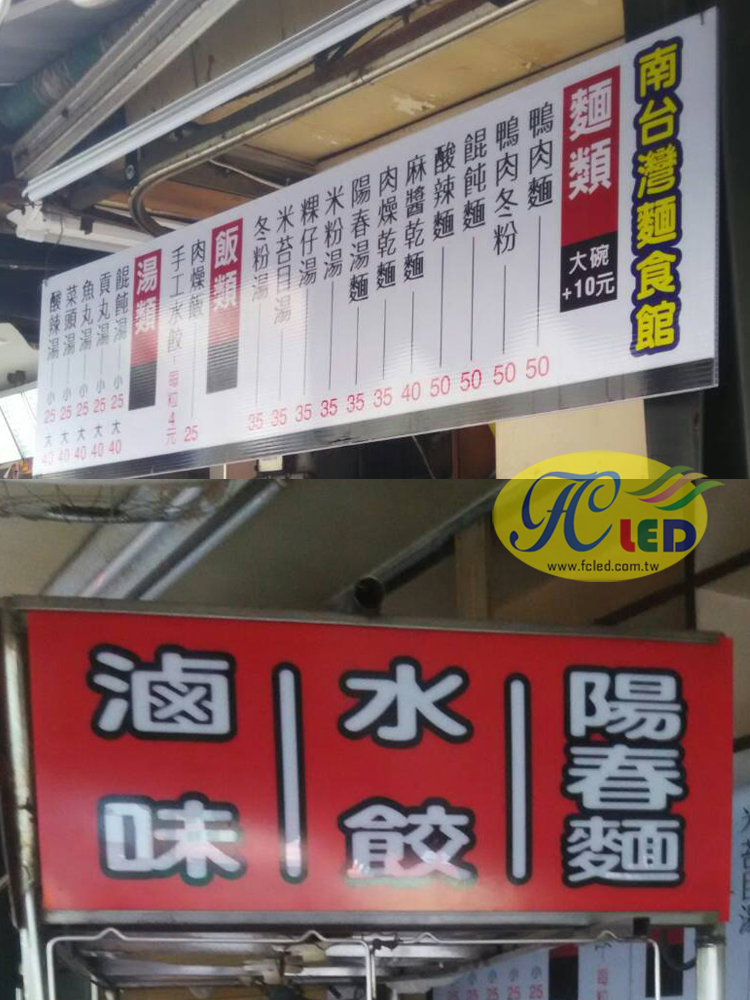 南台灣麵食館
麵類
大碗
+10元
鴨肉麵 50
鴨肉冬粉 50
餛飩麵 50
酸辣麵 50
麻醬乾麵 40
肉燥乾麵 35
陽春湯麵 35
米粉湯 35
粿仔湯 35
米苔目湯 35
冬粉湯 35
飯類
肉燥飯 25
手工水餃 每粒4元
湯類
餛飩湯 小25 大40
貢丸湯 小25 大40
魚丸湯 小25 大40
菜頭湯 小25 大40
酸辣湯 小25 大40
FC LED
www.fcled.com.tw
陽春麵
水餃
滷味